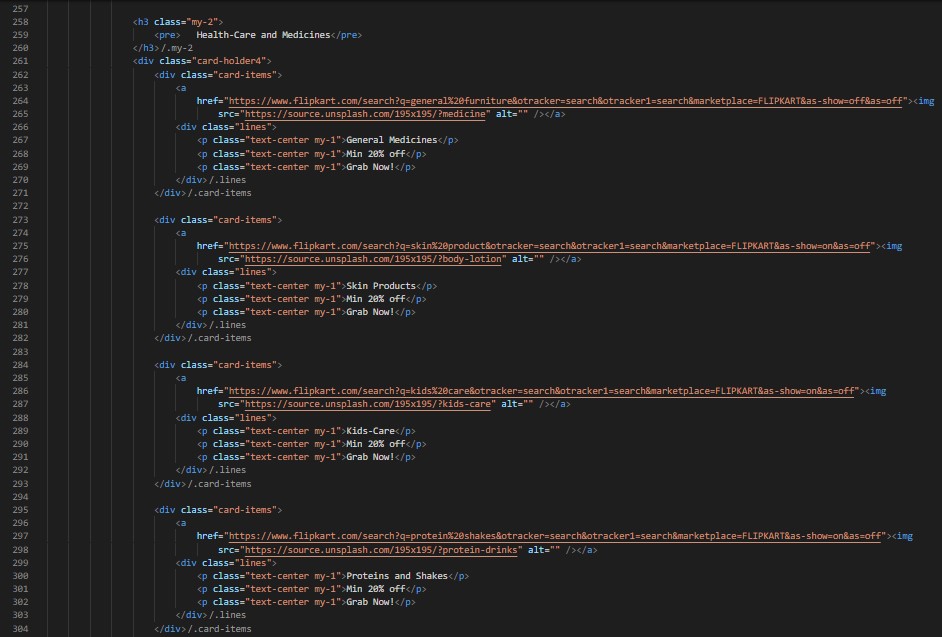 257
258 <h3 class="my-2">
259 <pre>   Health-Care and Medicines</pre>
260 </h3>/.my-2
261 <div class="card-holder4">
262 <div class="card-items">
263 <a
264 href="https://www.flipkart.com/search?q=general%20furniture&otracker=search&otracker1=search&marketplace=FLIPKART&as-show=off&as=off"><img
265 src="https://source.unsplash.com/195x195/?medicine" alt="" /></a>
266 <div class="lines">
267 <p class="text-center my-1">General Medicines</p>
268 <p class="text-center my-1">Min 20% off</p>
269 <p class="text-center my-1">Grab Now!</p>
270 </div>/.lines
271 </div>/.card-items
272
273 <div class="card-items">
274 <a
275 href="https://www.flipkart.com/search?q=skin%20product&otracker=search&otracker1=search&marketplace=FLIPKART&as-show=on&as=off"><img
276 src="https://source.unsplash.com/195x195/?body-lotion" alt="" /></a>
277 <div class="lines">
278 <p class="text-center my-1">Skin Products</p>
279 <p class="text-center my-1">Min 20% off</p>
280 <p class="text-center my-1">Grab Now!</p>
281 </div>/.lines
282 </div>/.card-items
283
284 <div class="card-items">
285 <a
286 href="https://www.flipkart.com/search?q=kids%20care&otracker=search&otracker1=search&marketplace=FLIPKART&as-show=on&as=off"><img
287 src="https://source.unsplash.com/195x195/?kids-care" alt="" /></a>
288 <div class="lines">
289 <p class="text-center my-1">Kids-Care</p>
290 <p class="text-center my-1">Min 20% off</p>
291 <p class="text-center my-1">Grab Now!</p>
292 </div>/.lines
293 </div>/.card-items
294
295 <div class="card-items">
296 <a
297 href="https://www.flipkart.com/search?q=protein%20shakes&otracker=search&otracker1=search&marketplace=FLIPKART&as-show=on&as=off"><img
298 src="https://source.unsplash.com/195x195/?protein-drinks" alt="" /></a>
299 <div class="lines">
300 <p class="text-center my-1">Proteins and Shakes</p>
301 <p class="text-center my-1">Min 20% off</p>
302 <p class="text-center my-1">Grab Now!</p>
303 </div>/.lines
304 </div>/.card-items